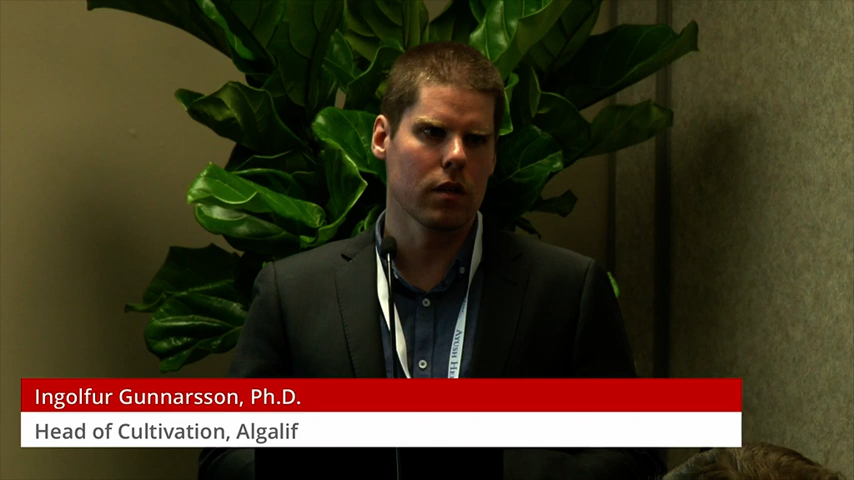 Ingolfur Gunnarsson, Ph.D.
Head of Cultivation, Algalif